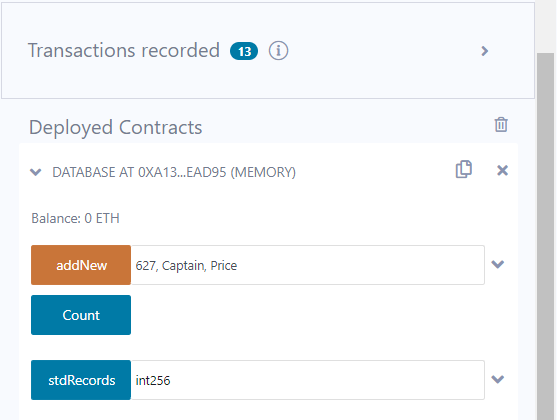 Transactions recorded 13 i
Deployed Contracts
DATABASE AT 0XA13...EAD95 (MEMORY)
Balance: 0 ETH
addNew 627, Captain, Price
Count
stdRecords int256